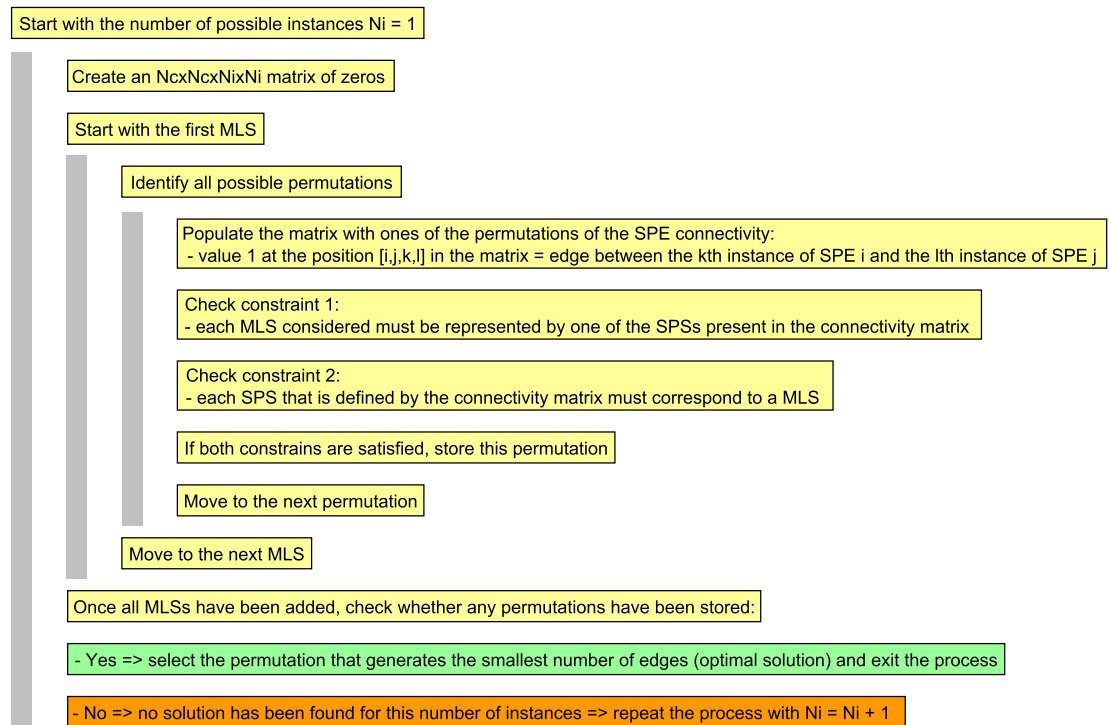 Start with the number of possible instances Ni = 1
Create an NcxNcxNixNi matrix of zeros
Start with the first MLS
Identify all possible permutations
Populate the matrix with ones of the permutations of the SPE connectivity:
- value 1 at the position [i,j,k,l] in the matrix = edge between the kth instance of SPE i and the lth instance of SPE j
Check constraint 1:
- each MLS considered must be represented by one of the SPSs present in the connectivity matrix
Check constraint 2:
- each SPS that is defined by the connectivity matrix must correspond to a MLS
If both constrains are satisfied, store this permutation
Move to the next permutation
Move to the next MLS
Once all MLSs have been added, check whether any permutations have been stored:
- Yes => select the permutation that generates the smallest number of edges (optimal solution) and exit the process
- No => no solution has been found for this number of instances => repeat the process with Ni = Ni + 1